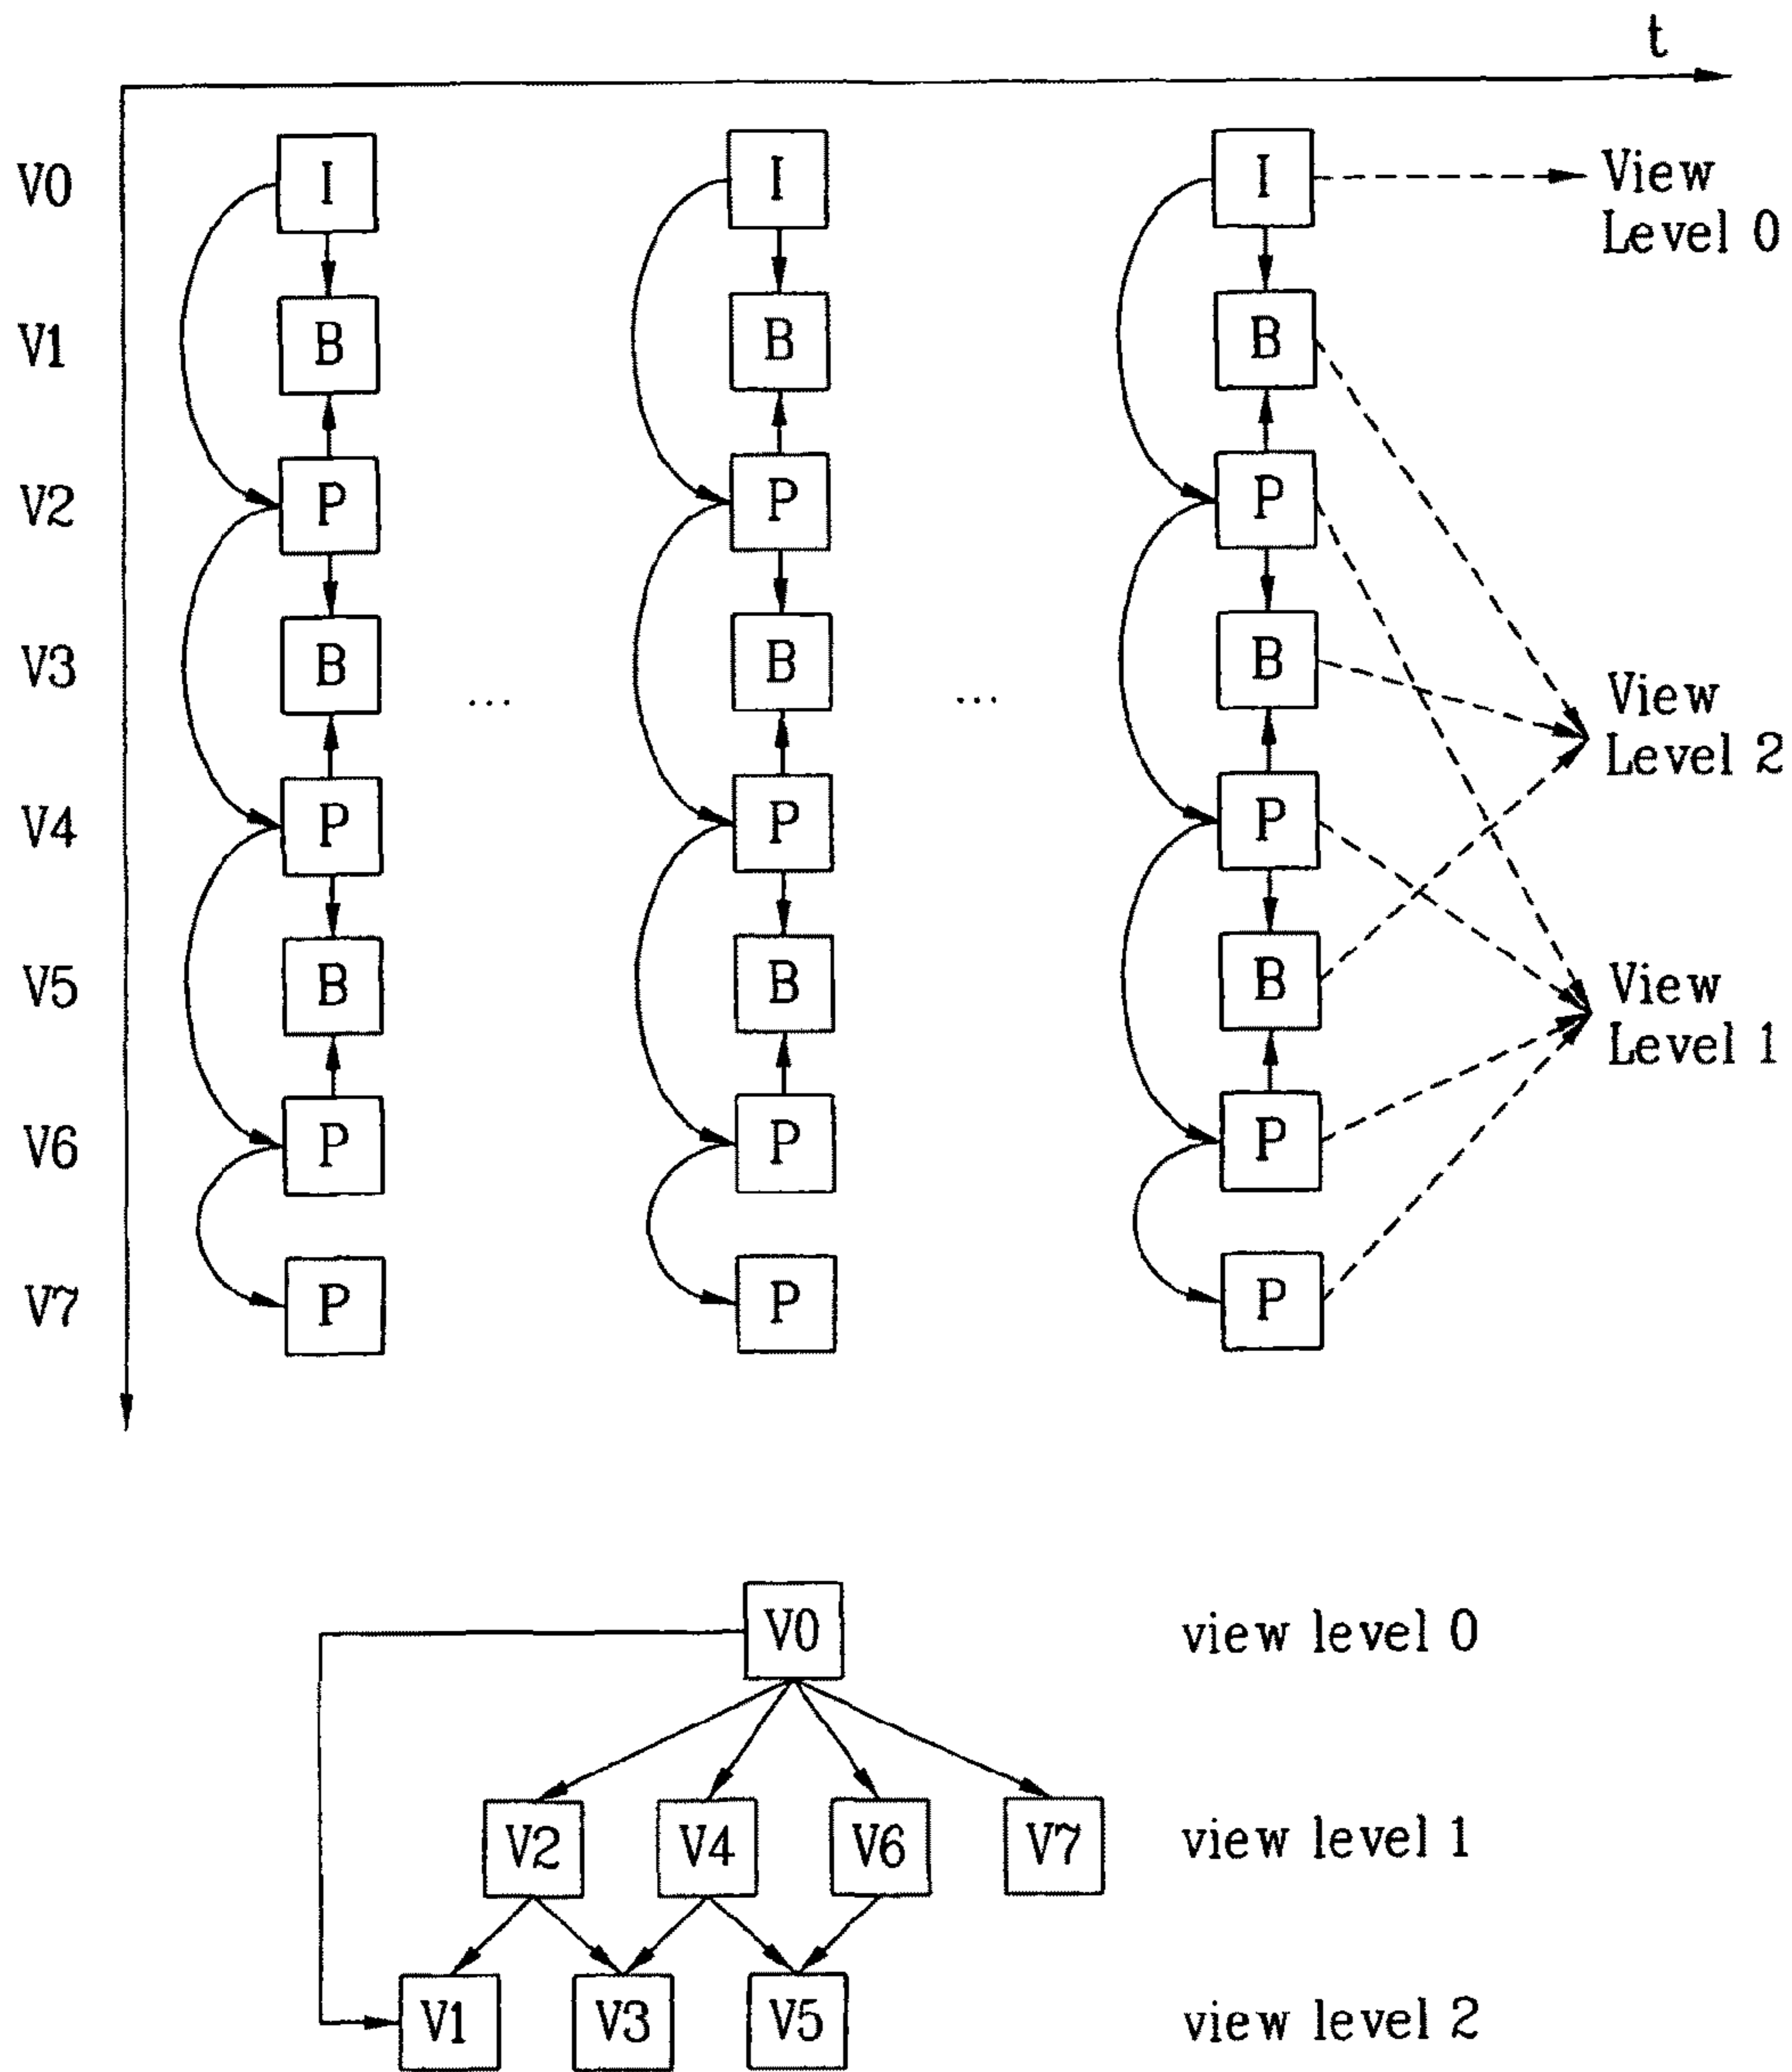 t
V0 I I I View
Level 0
V1 B B B
V2 P P P
V3 B ... B ... B View
Level 2
V4 P P P
V5 B B B View
Level 1
V6 P P P
V7 P P P
V0 view level 0
V2 V4 V6 V7 view level 1
V1 V3 V5 view level 2